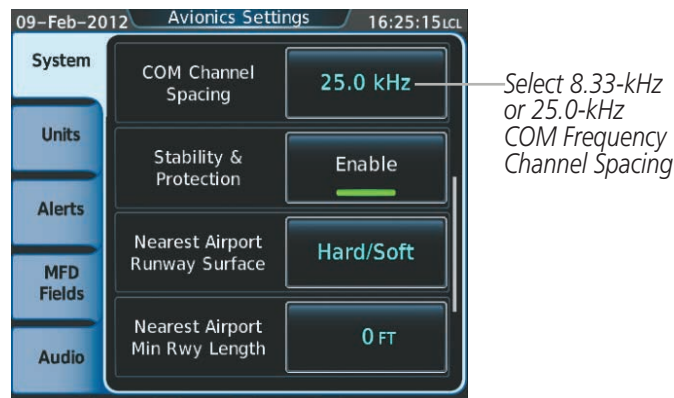 09–Feb–2012 Avionics Settings 16:25:15LCL
System
Units
Alerts
MFD
Fields
Audio
COM Channel
Spacing
25.0 kHz
Stability &
Protection
Enable
Nearest Airport
Runway Surface
Hard/Soft
Nearest Airport
Min Rwy Length
0 FT
Select 8.33-kHz
or 25.0-kHz
COM Frequency
Channel Spacing